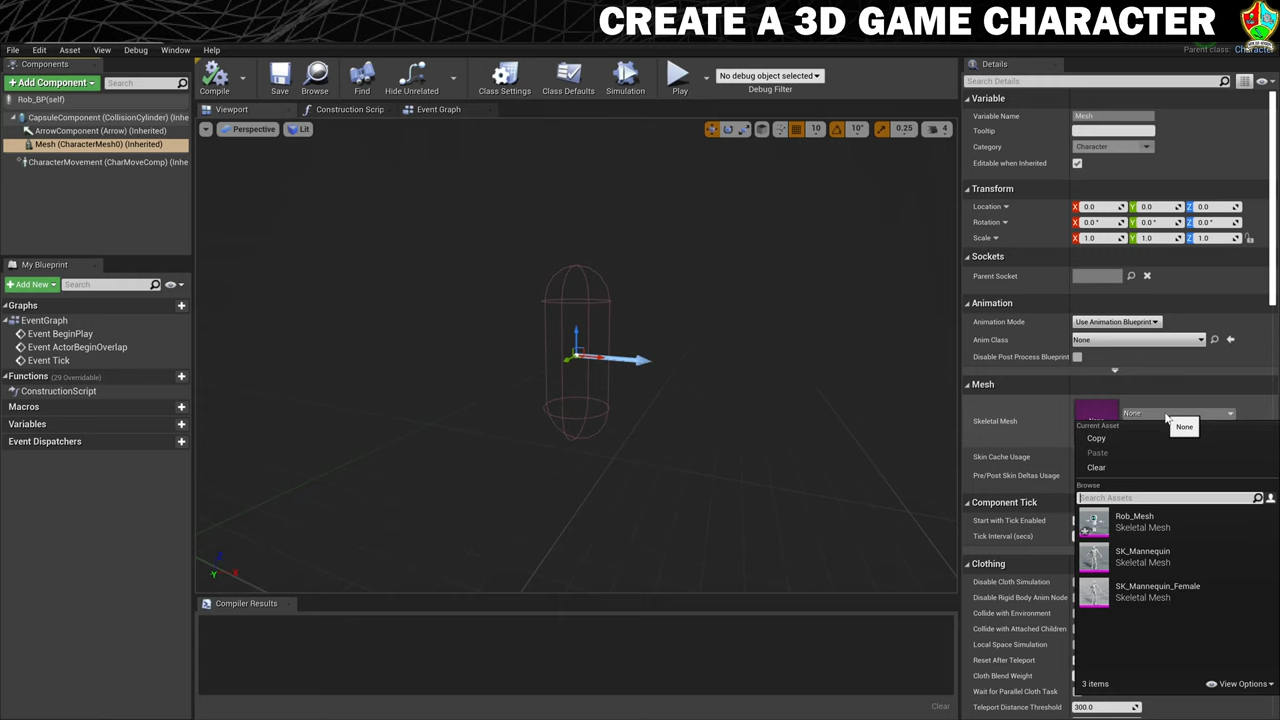 CREATE A 3D GAME CHARACTER
File Edit Asset View Debug Window Help
Parent class: Character
Components
Add Component
Search
Rob_BP(self)
CapsuleComponent (CollisionCylinder) (Inhe
ArrowComponent (Arrow) (Inherited)
Mesh (CharacterMesh0) (Inherited)
CharacterMovement (CharMoveComp) (Inhe
My Blueprint
Add New
Search
Graphs
EventGraph
Event BeginPlay
Event ActorBeginOverlap
Event Tick
Functions (29 Overridable)
ConstructionScript
Macros
Variables
Event Dispatchers
Compile Save Browse Find Hide Unrelated Class Settings Class Defaults Simulation Play
No debug object selected
Debug Filter
Viewport Construction Scrip Event Graph
Perspective Lit
10 10° 0.25 4
Z
Y X
Compiler Results
Clear
Details
Search Details
Variable
Variable Name Mesh
Tooltip
Category Character
Editable when Inherited
Transform
Location X 0.0 Y 0.0 Z 0.0
Rotation X 0.0 ° Y 0.0 ° Z 0.0 °
Scale X 1.0 Y 1.0 Z 1.0
Sockets
Parent Socket
Animation
Animation Mode Use Animation Blueprint
Anim Class None
Disable Post Process Blueprint
Mesh
Skeletal Mesh None
None
Skin Cache Usage
Pre/Post Skin Deltas Usage
Component Tick
Start with Tick Enabled
Tick Interval (secs)
Clothing
Disable Cloth Simulation
Disable Rigid Body Anim Node
Collide with Environment
Collide with Attached Children
Local Space Simulation
Reset After Teleport
Cloth Blend Weight
Wait for Parallel Cloth Task
Teleport Distance Threshold 300.0
Current Asset
Copy
Paste
Clear
Browse
Search Assets
Rob_Mesh
Skeletal Mesh
SK_Mannequin
Skeletal Mesh
SK_Mannequin_Female
Skeletal Mesh
3 items
View Options